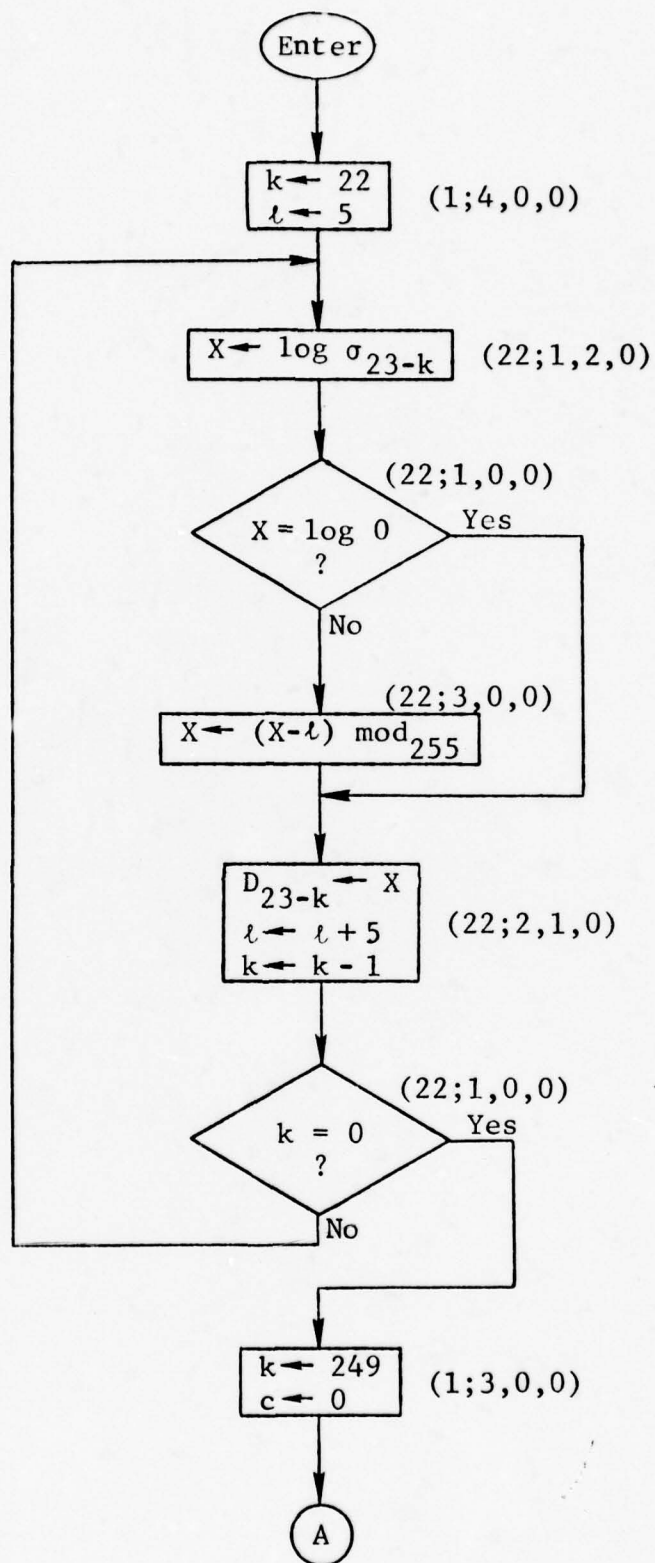 Enter
k ← 22
ℓ ← 5
(1;4,0,0)
X ← log σ23-k
(22;1,2,0)
(22;1,0,0)
X = log 0
?
Yes
No
(22;3,0,0)
X ← (X-ℓ) mod255
D23-k ← X
ℓ ← ℓ + 5
k ← k - 1
(22;2,1,0)
(22;1,0,0)
k = 0
?
Yes
No
k ← 249
c ← 0
(1;3,0,0)
A